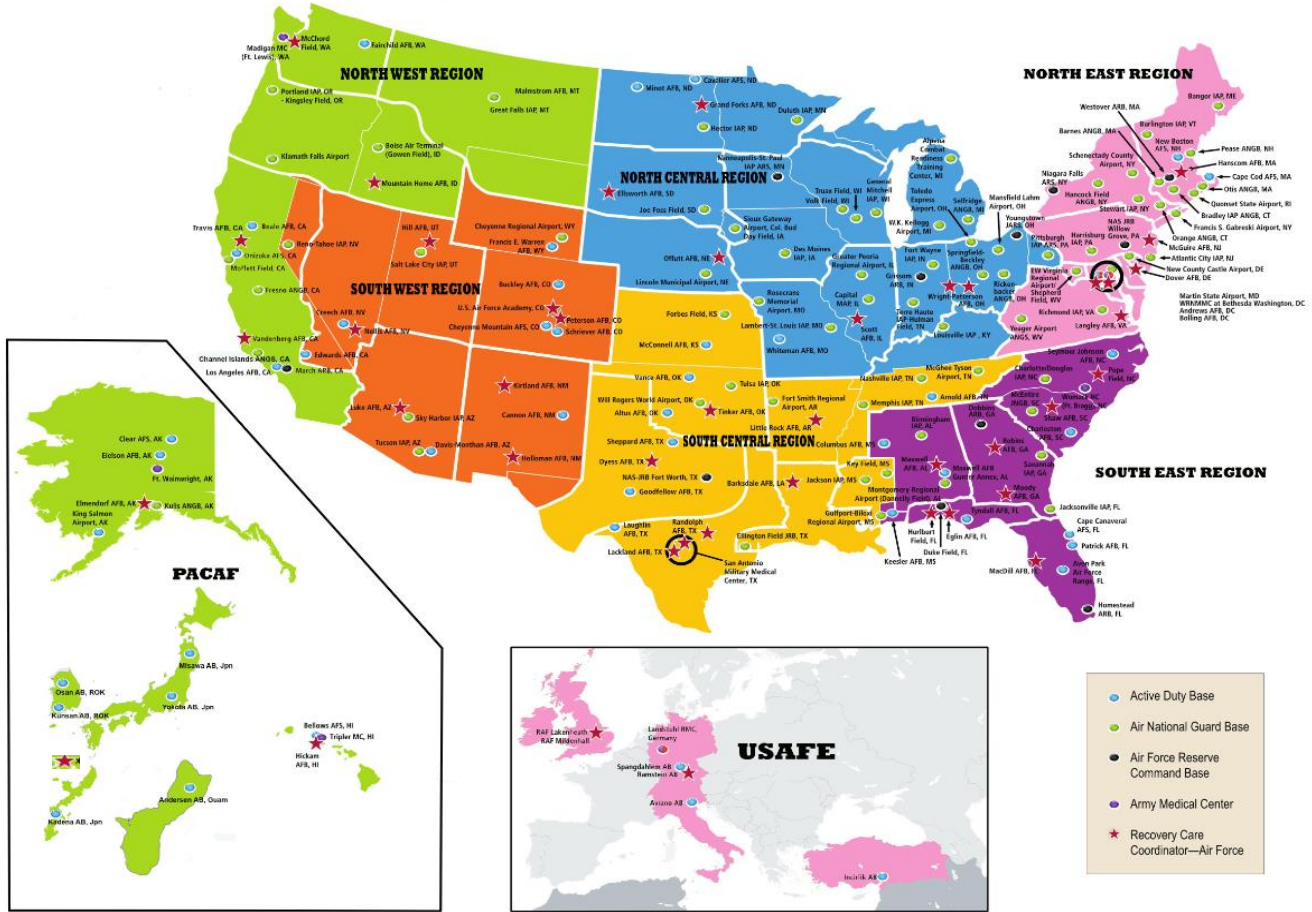 McChord
Field, WA
Madigan MC
(Ft. Lewis), WA
Fairchild AFB, WA
NORTH WEST REGION
Portland IAP, OR
- Kingsley Field, OR
Malmstrom AFB, MT
Great Falls IAP, MT
Klamath Falls Airport
Boise Air Terminal
(Gowen Field), ID
Mountain Home AFB, ID
Travis AFB, CA
Beale AFB, CA
Onizuka AFS, CA
Moffett Field, CA
Fresno ANGB, CA
Vandenberg AFB, CA
Channel Islands ANGB, CA
Los Angeles AFB, CA
Edwards AFB, CA
March ARB, CA
Reno-Tahoe IAP, NV
Hill AFB, UT
Salt Lake City IAP, UT
Cheyenne Regional Airport, WY
Francis E. Warren
AFB, WY
SOUTH WEST REGION
Creech AFB, NV
Nellis AFB, NV
Buckley AFB, CO
U.S. Air Force Academy, CO
Peterson AFB, CO
Cheyenne Mountain AFS, CO
Schriever AFB, CO
Luke AFB, AZ
Sky Harbor IAP, AZ
Tucson IAP, AZ
Davis-Monthan AFB, AZ
Kirtland AFB, NM
Cannon AFB, NM
Holloman AFB, NM
Cavalier AFS, ND
Minot AFB, ND
Grand Forks AFB, ND
Hector IAP, ND
Duluth IAP, MN
Minneapolis-St. Paul
IAP ARS, MN
NORTH CENTRAL REGION
Ellsworth AFB, SD
Joe Foss Field, SD
Sioux Gateway
Airport, Col. Bud
Day Field, IA
Offutt AFB, NE
Lincoln Municipal Airport, NE
Des Moines
IAP, IA
Truax Field, WI
Volk Field, WI
General
Mitchell
IAP, WI
Alpena
Combat
Readiness
Training
Center, MI
Toledo
Express
Airport, OH
Selfridge
ANGB, MI
W.K. Kellogg
Airport, MI
Mansfield Lahm
Airport, OH
Youngstown
JARB, OH
Greater Peoria
Regional Airport, IL
Fort Wayne
IAP, IN
Springfield-
Beckley
ANGB, OH
Grissom
ARB, IN
Wright-Patterson
AFB, OH
Ricken-
backer
ANGB, OH
Rosecrans
Memorial
Airport, MO
Capital
MAP, IL
Terre Haute
IAP-Hulman
Field, TN
Lambert-St. Louis IAP, MO
Scott
AFB, IL
Louisville IAP , KY
Whiteman AFB, MO
Forbes Field, KS
McConnell AFB, KS
Vance AFB, OK
Tulsa IAP, OK
Will Rogers World Airport, OK
Altus AFB, OK
Tinker AFB, OK
Fort Smith Regional
Airport, AR
Little Rock AFB, AR
Nashville IAP, TN
McGhee Tyson
Airport, TN
Memphis IAP, TN
Arnold AFB, TN
Sheppard AFB, TX
SOUTH CENTRAL REGION
Dyess AFB, TX
NAS-JRB Fort Worth, TX
Goodfellow AFB, TX
Barksdale AFB, LA
Columbus AFB, MS
Key Field, MS
Jackson IAP, MS
Gulfport-Biloxi
Regional Airport, MS
Keesler AFB, MS
Laughlin
AFB, TX
Randolph AFB, TX
Lackland AFB, TX
San Antonio
Military Medical
Center, TX
Ellington Field JRB, TX
NORTH EAST REGION
Bangor IAP, ME
Westover ARB, MA
Barnes ANGB, MA
Burlington IAP, VT
New Boston
AFS, NH
Pease ANGB, NH
Hanscom AFB, MA
Cape Cod AFS, MA
Otis ANGB, MA
Quonset State Airport, RI
Bradley IAP ANGB, CT
Francis S. Gabreski Airport, NY
Orange ANGB, CT
McGuire AFB, NJ
Atlantic City IAP, NJ
New County Castle Airport, DE
Dover AFB, DE
Schenectady County
Airport, NY
Niagara Falls
ARS, NY
Hancock Field
ANGB, NY
Stewart IAP, NY
NAS JRB
Willow
Grove, PA
Harrisburg
IAP, PA
Pittsburgh
IAP ARS, PA
EW Virginia
Regional
Airport/
Shepherd
Field, WV
Martin State Airport, MD
WRNMMC at Bethesda Washington, DC
Andrews AFB, DC
Bolling AFB, DC
Richmond IAP, VA
Langley AFB, VA
Yeager Airport
ANGS, WV
Seymour Johnson
AFB, NC
Charlotte/Douglas
IAP, NC
Pope
Field, NC
Womack MC
(Ft. Bragg), NC
McEntire
JNGB, SC
Shaw AFB, SC
Charleston
AFB, SC
Birmingham
IAP, AL
Dobbins
ARB, GA
Robins
AFB, GA
Savannah
IAP, GA
Moody
AFB, GA
Maxwell
AFB, AL
Maxwell AFB
Gunter Annex, AL
Montgomery Regional
Airport (Dannelly Field), AL
SOUTH EAST REGION
Hurlburt
Field, FL
Duke Field, FL
Eglin AFB, FL
Tyndall AFB, FL
Jacksonville IAP, FL
Cape Canaveral
AFS, FL
Patrick AFB, FL
MacDill AFB, FL
Avon Park
Air Force
Range, FL
Homestead
ARB, FL
Clear AFS, AK
Eielson AFB, AK
Ft. Wainwright, AK
Elmendorf AFB, AK
Kulis ANGB, AK
King Salmon
Airport, AK
PACAF
Misawa AB, Jpn
Osan AB, ROK
Kunsan AB, ROK
Yokota AB, Jpn
Bellows AFS, HI
Tripler MC, HI
Hickam
AFB, HI
Andersen AB, Guam
Kadena AB, Jpn
USAFE
RAF Lakenheath
RAF Mildenhall
Landstuhl RMC,
Germany
Spangdahlem AB
Ramstein AB
Aviano AB
Incirlik AB
Active Duty Base
Air National Guard Base
Air Force Reserve
Command Base
Army Medical Center
Recovery Care
Coordinator—Air Force